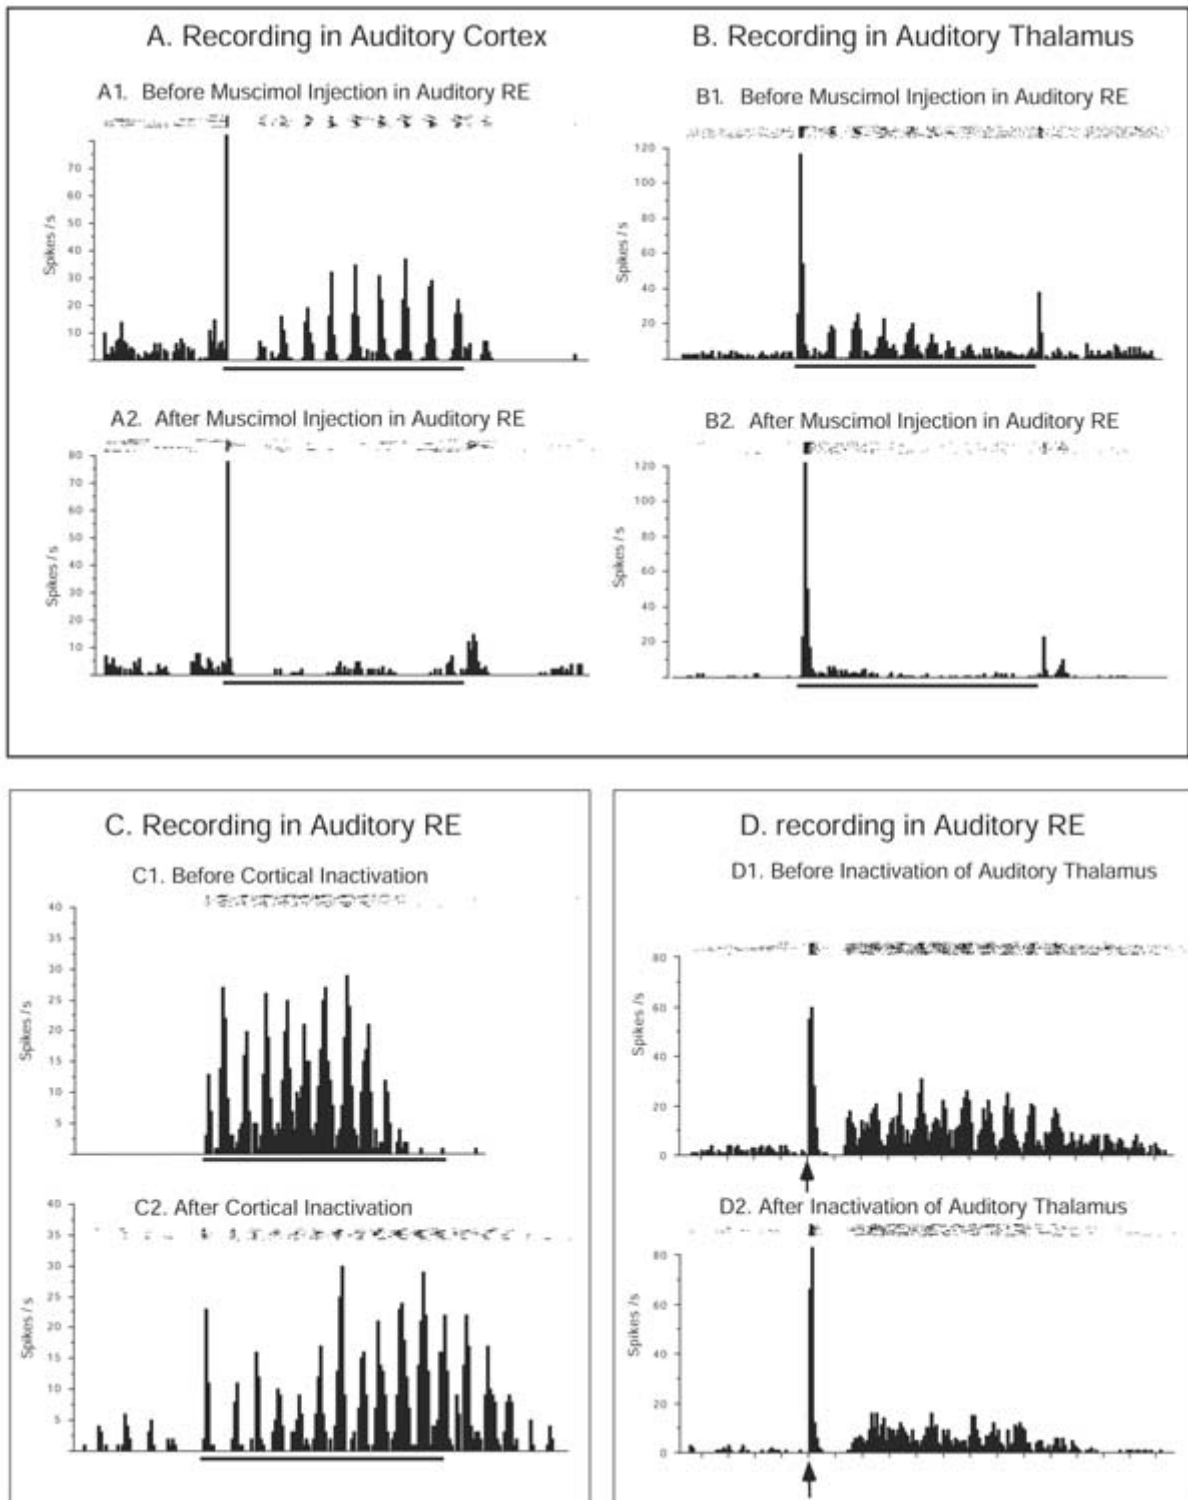 A. Recording in Auditory Cortex
A1. Before Muscimol Injection in Auditory RE
70
60
50
40
30
20
10
Spikes / s
A2. After Muscimol Injection in Auditory RE
80
70
60
50
40
30
20
10
Spikes / s
B. Recording in Auditory Thalamus
B1. Before Muscimol Injection in Auditory RE
120
100
80
60
40
20
Spikes / s
B2. After Muscimol Injection in Auditory RE
120
100
80
60
40
20
Spikes / s
C. Recording in Auditory RE
C1. Before Cortical Inactivation
40
35
30
25
20
15
10
5
Spikes /s
C2. After Cortical Inactivation
40
35
30
25
20
15
10
5
Spikes /s
D. recording in Auditory RE
D1. Before Inactivation of Auditory Thalamus
80
60
40
20
0
Spikes /s
D2. After Inactivation of Auditory Thalamus
80
60
40
20
0
Spikes /s